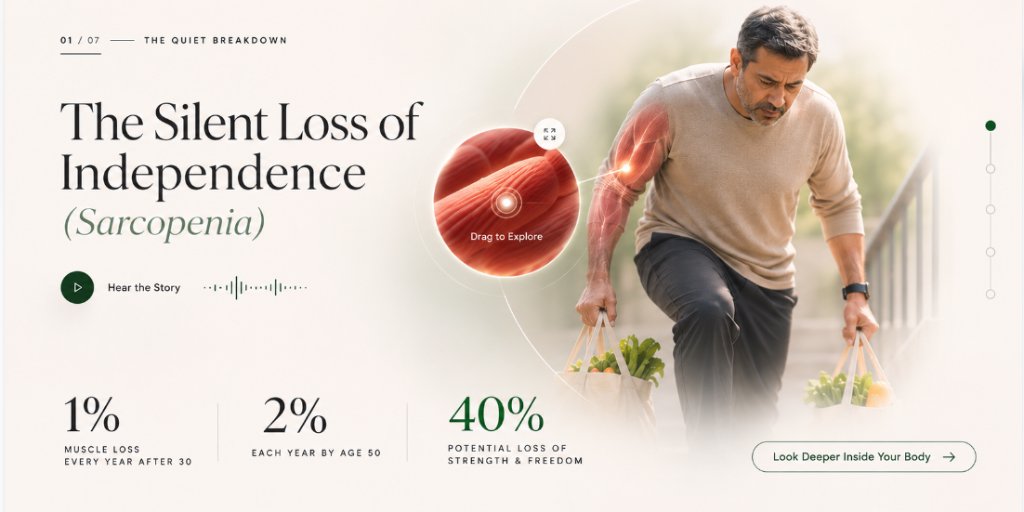 01 / 07 — THE QUIET BREAKDOWN
The Silent Loss of
Independence
(Sarcopenia)
Drag to Explore
Hear the Story
1%
MUSCLE LOSS
EVERY YEAR AFTER 30
2%
EACH YEAR BY AGE 50
40%
POTENTIAL LOSS OF
STRENGTH & FREEDOM
Look Deeper Inside Your Body →